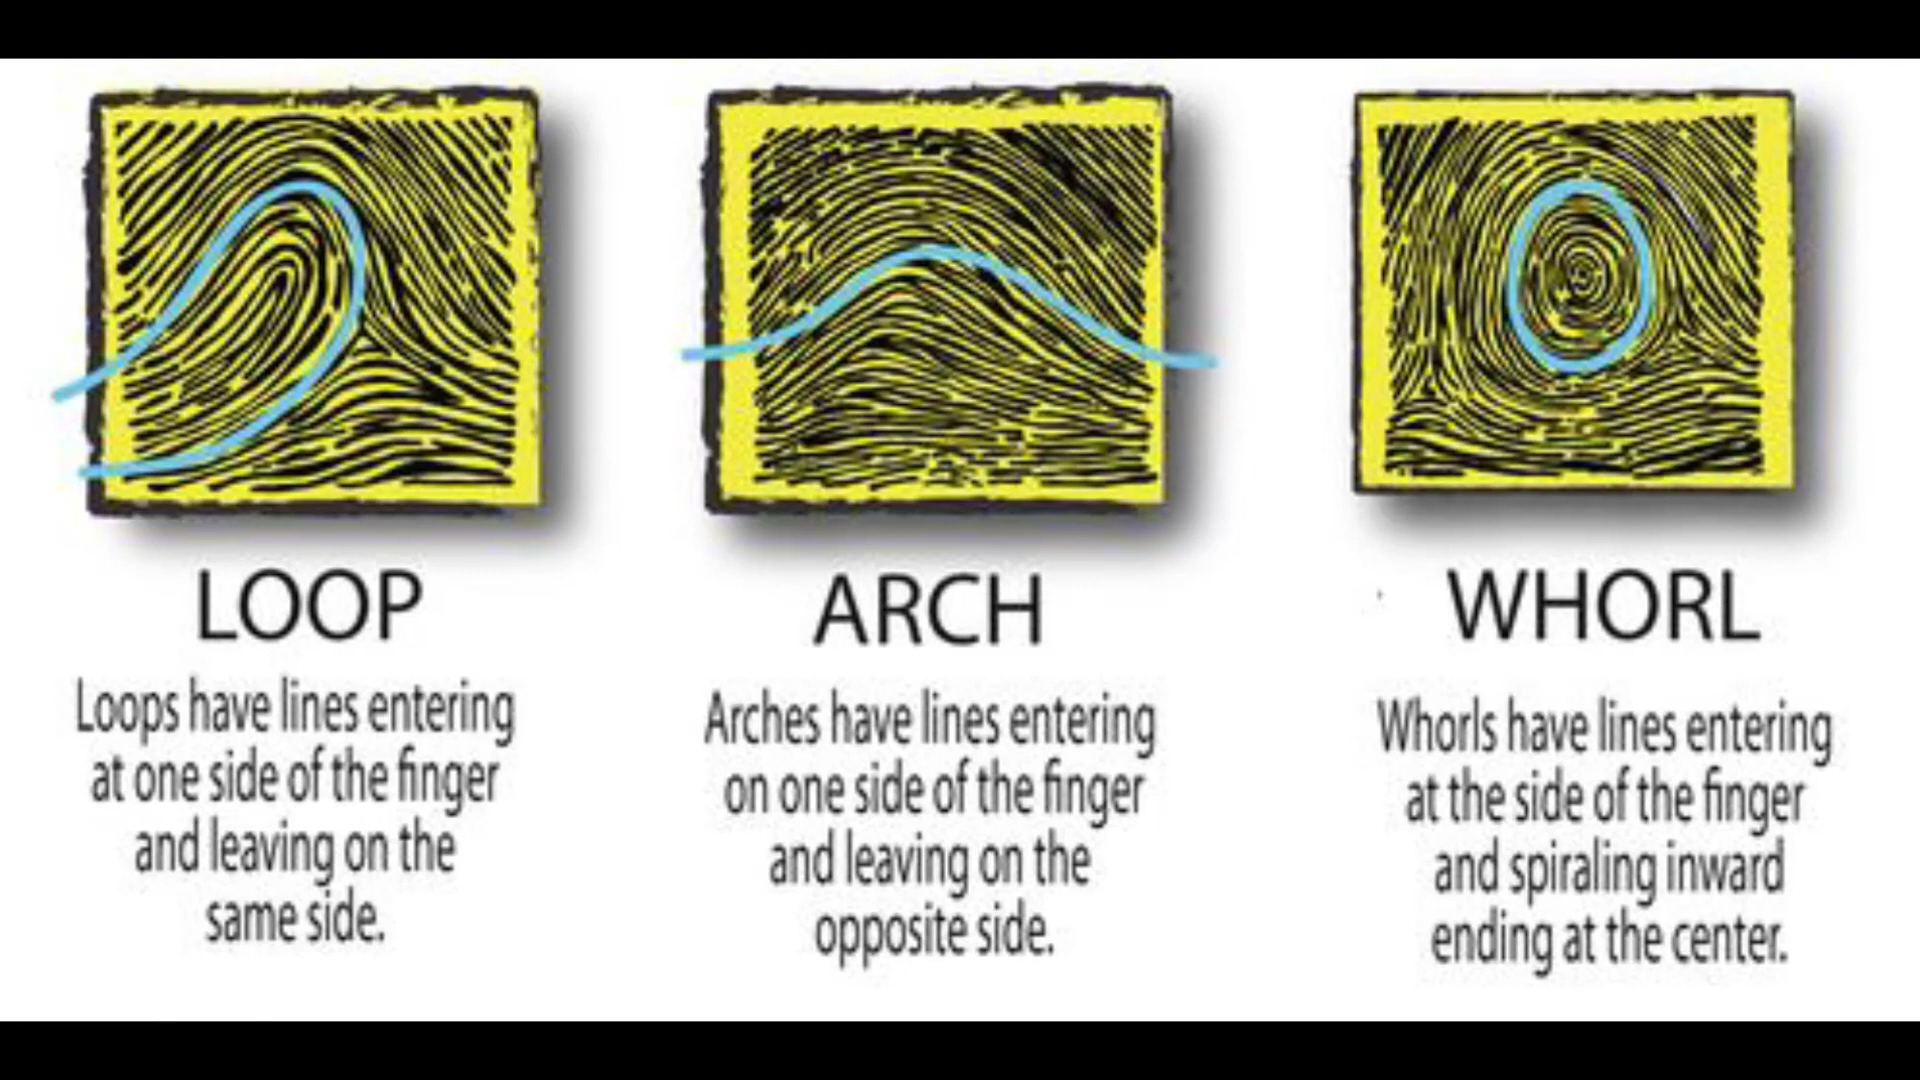 LOOP
Loops have lines entering
at one side of the finger
and leaving on the
same side.
ARCH
Arches have lines entering
on one side of the finger
and leaving on the
opposite side.
WHORL
Whorls have lines entering
at the side of the finger
and spiraling inward
ending at the center.